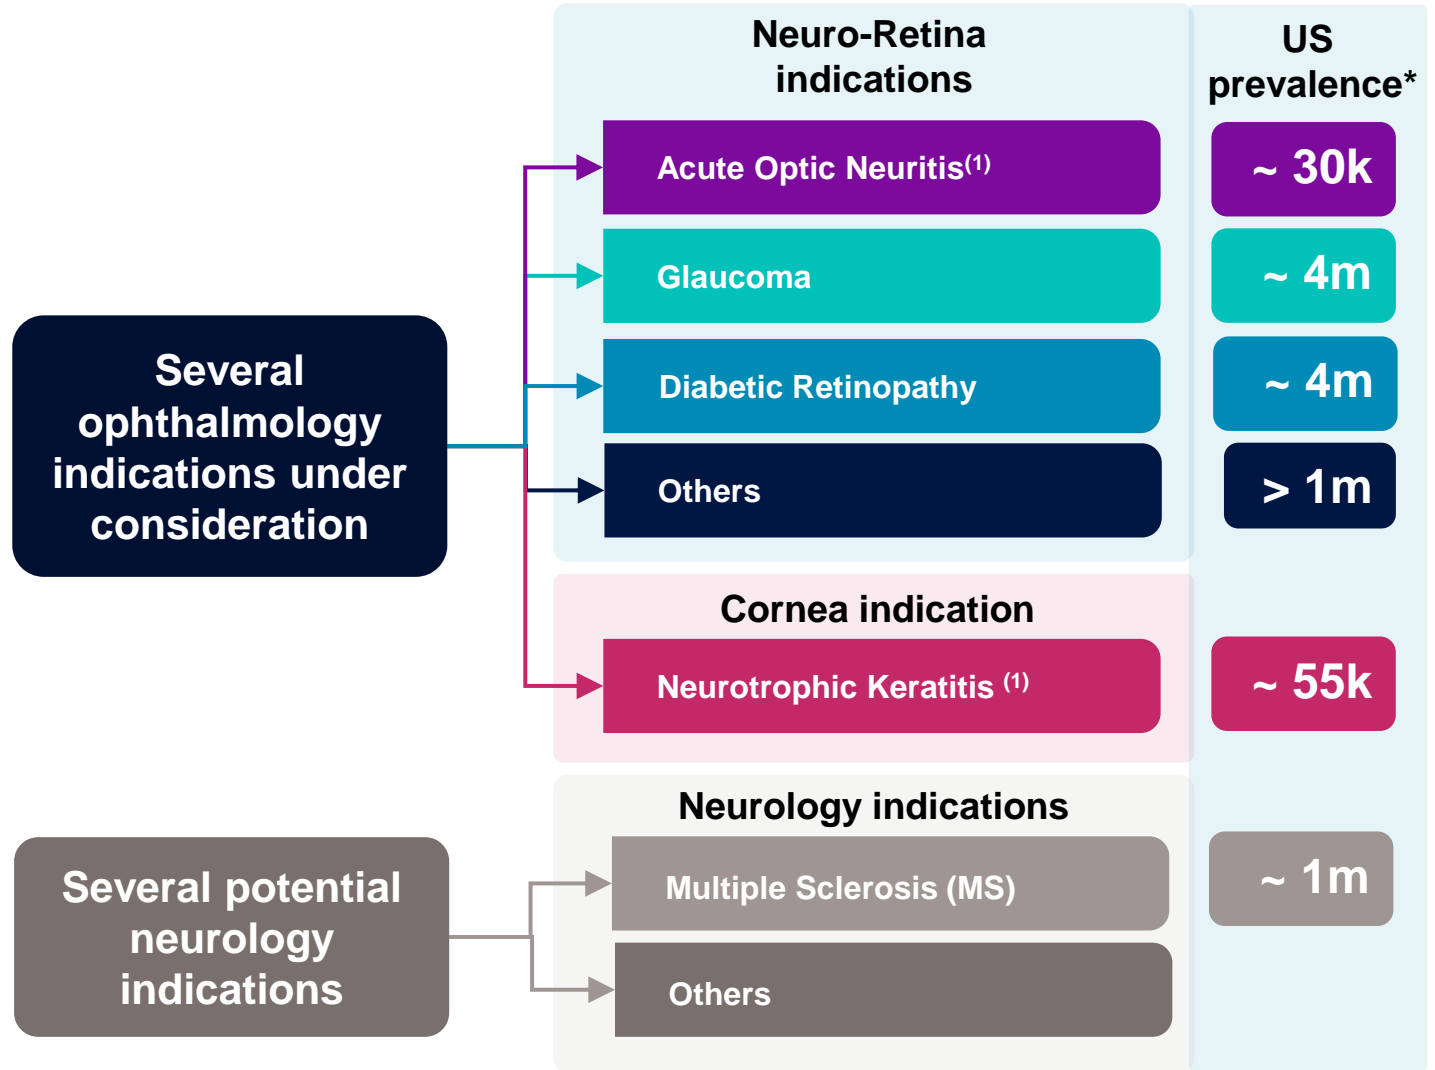 Neuro-Retina
indications
US
prevalence*
Acute Optic Neuritis(1)
~ 30k
Glaucoma
~ 4m
Diabetic Retinopathy
~ 4m
Others
> 1m
Several
ophthalmology
indications under
consideration
Cornea indication
Neurotrophic Keratitis (1)
~ 55k
Neurology indications
Several potential
neurology
indications
Multiple Sclerosis (MS)
~ 1m
Others